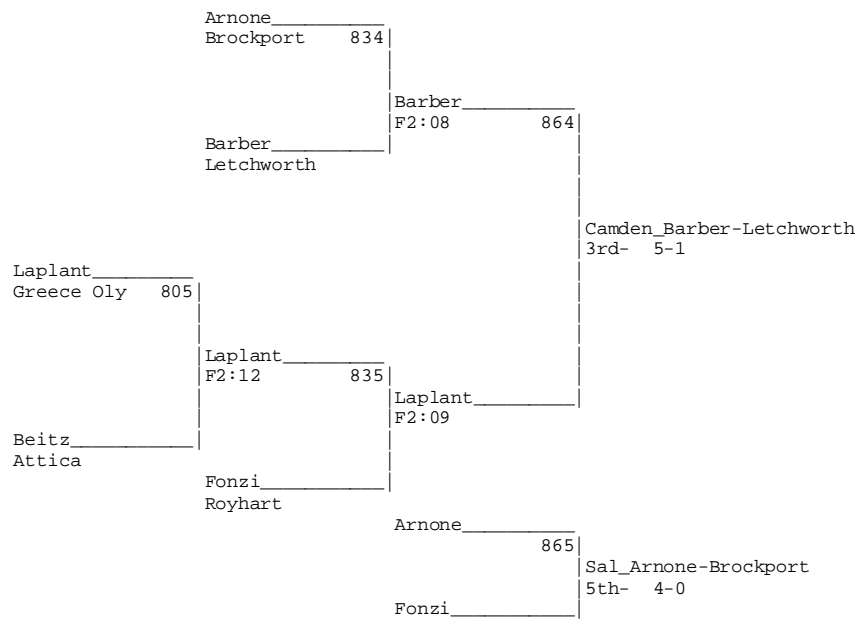 Arnone
Brockport 834
Barber
F2:08 864
Barber
Letchworth
Camden_Barber-Letchworth
3rd- 5-1
Laplant
Greece Oly 805
Laplant
F2:12 835
Laplant
F2:09
Beitz
Attica
Fonzi
Royhart
Arnone
865
Sal_Arnone-Brockport
5th- 4-0
Fonzi